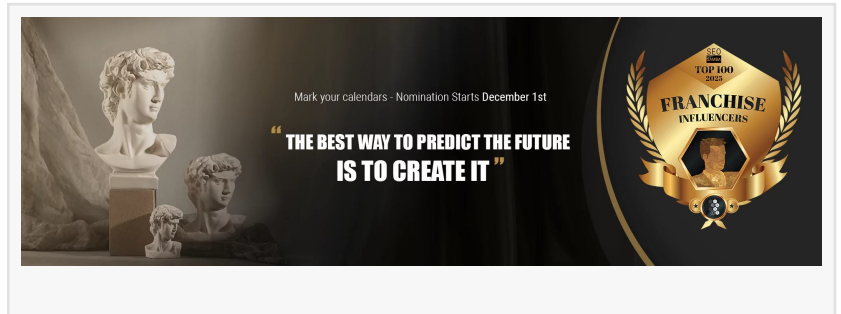 Mark your calendars - Nomination Starts December 1st
“ THE BEST WAY TO PREDICT THE FUTURE
IS TO CREATE IT ”
SEO
SAMBA
TOP 100
2025
FRANCHISE
INFLUENCERS